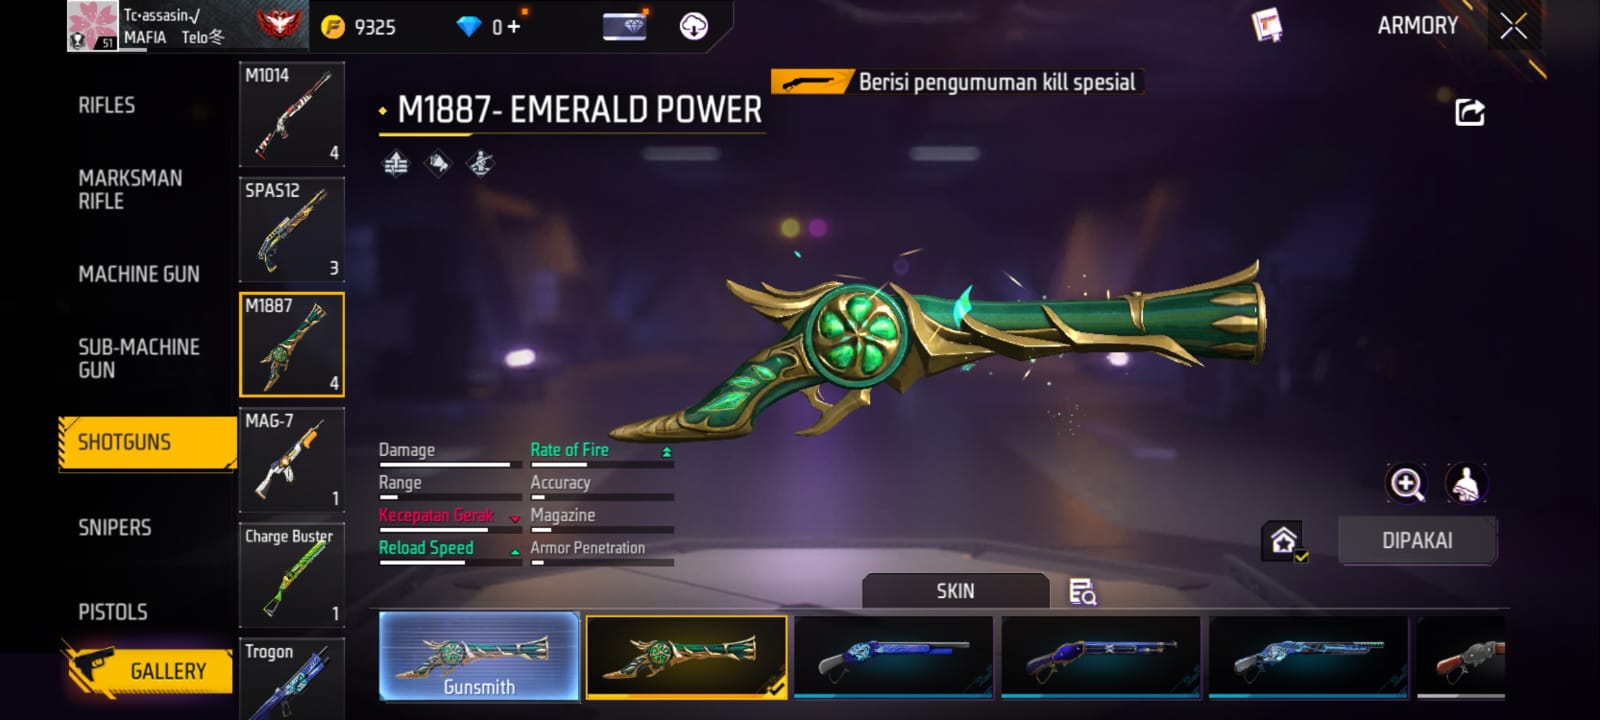 Tc•assasin√
MAFIA Telo冬
51
9325
0 +
ARMORY
RIFLES
MARKSMAN
RIFLE
MACHINE GUN
SUB-MACHINE
GUN
SHOTGUNS
SNIPERS
PISTOLS
GALLERY
M1014
4
SPAS12
3
M1887
4
MAG-7
1
Charge Buster
1
Trogon
Berisi pengumuman kill spesial
M1887- EMERALD POWER
Damage
Rate of Fire
Range
Accuracy
Kecepatan Gerak
Magazine
Reload Speed
Armor Penetration
DIPAKAI
SKIN
Gunsmith